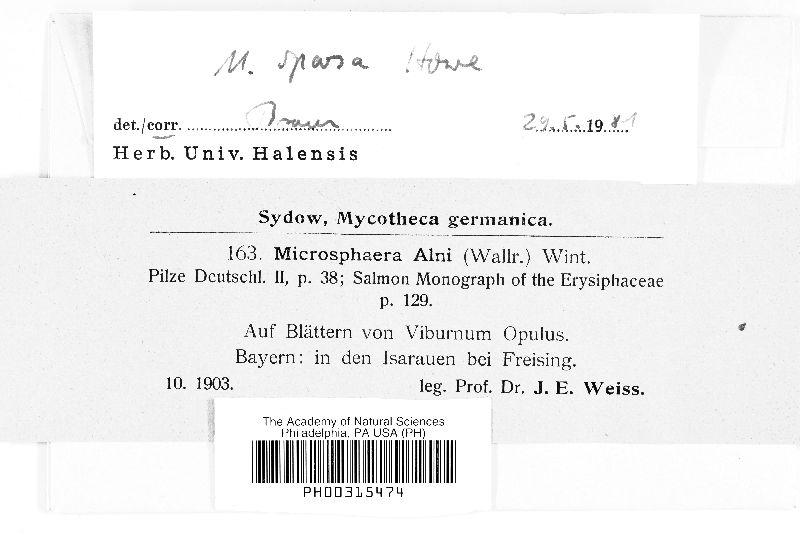 M. sparsa Howe
det./corr. Braun 29.5.1981
Herb. Univ. Halensis
Sydow, Mycotheca germanica.
163. Microsphaera Alni (Wallr.) Wint.
Pilze Deutschl. II, p. 38; Salmon Monograph of the Erysiphaceae
p. 129.
Auf Blättern von Viburnum Opulus.
Bayern: in den Isarauen bei Freising.
10. 1903. leg. Prof. Dr. J. E. Weiss.
The Academy of Natural Sciences
Philadelphia, PA USA (PH)
PH00315474